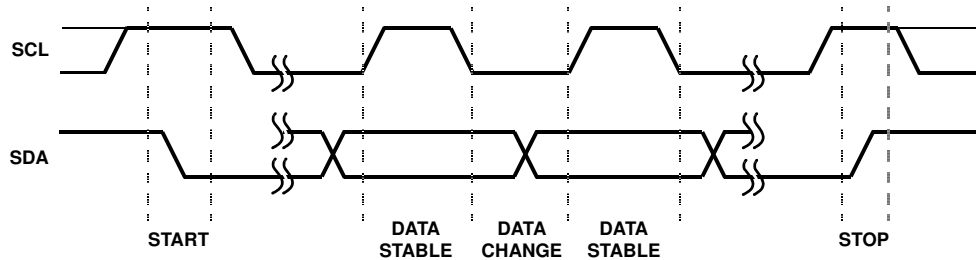 SCL
SDA
START
DATA STABLE
DATA CHANGE
DATA STABLE
STOP